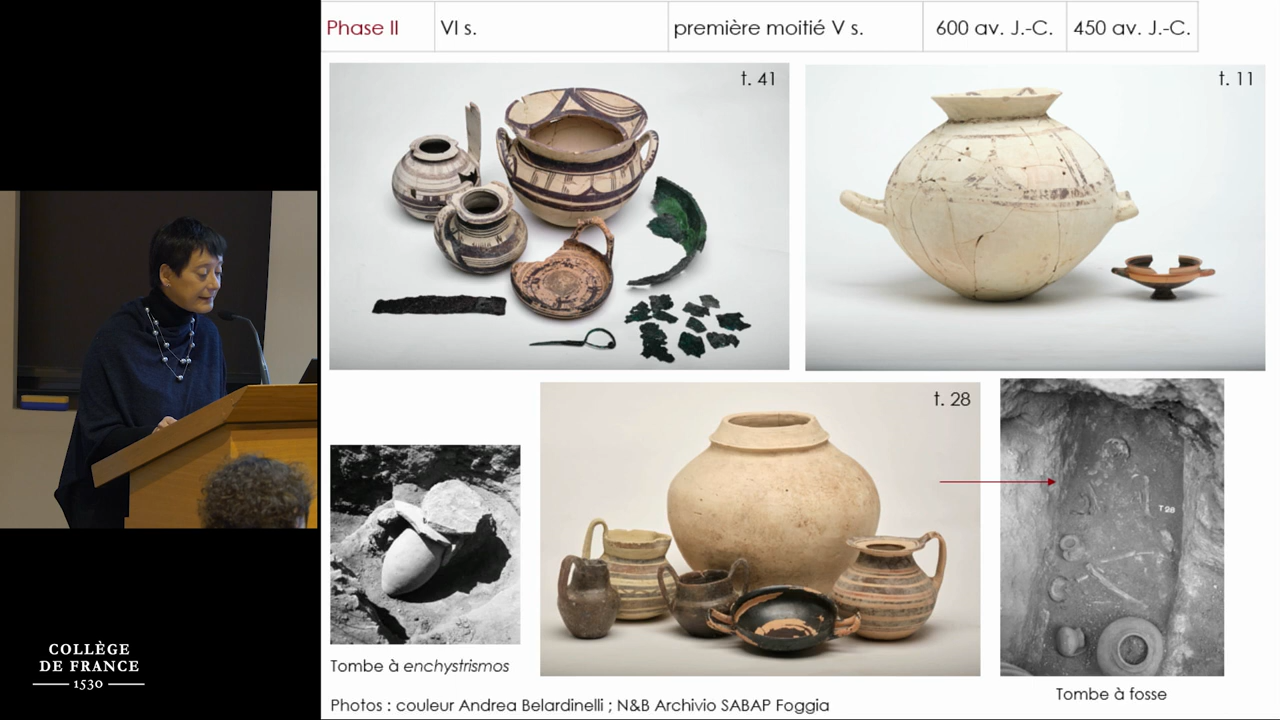 Phase II VI s. première moitié V s. 600 av. J.-C. 450 av. J.-C.
t. 41
t. 11
t. 28
T 28
Tombe à enchystrismos
Tombe à fosse
Photos : couleur Andrea Belardinelli ; N&B Archivio SABAP Foggia
COLLÈGE
DE FRANCE
1530